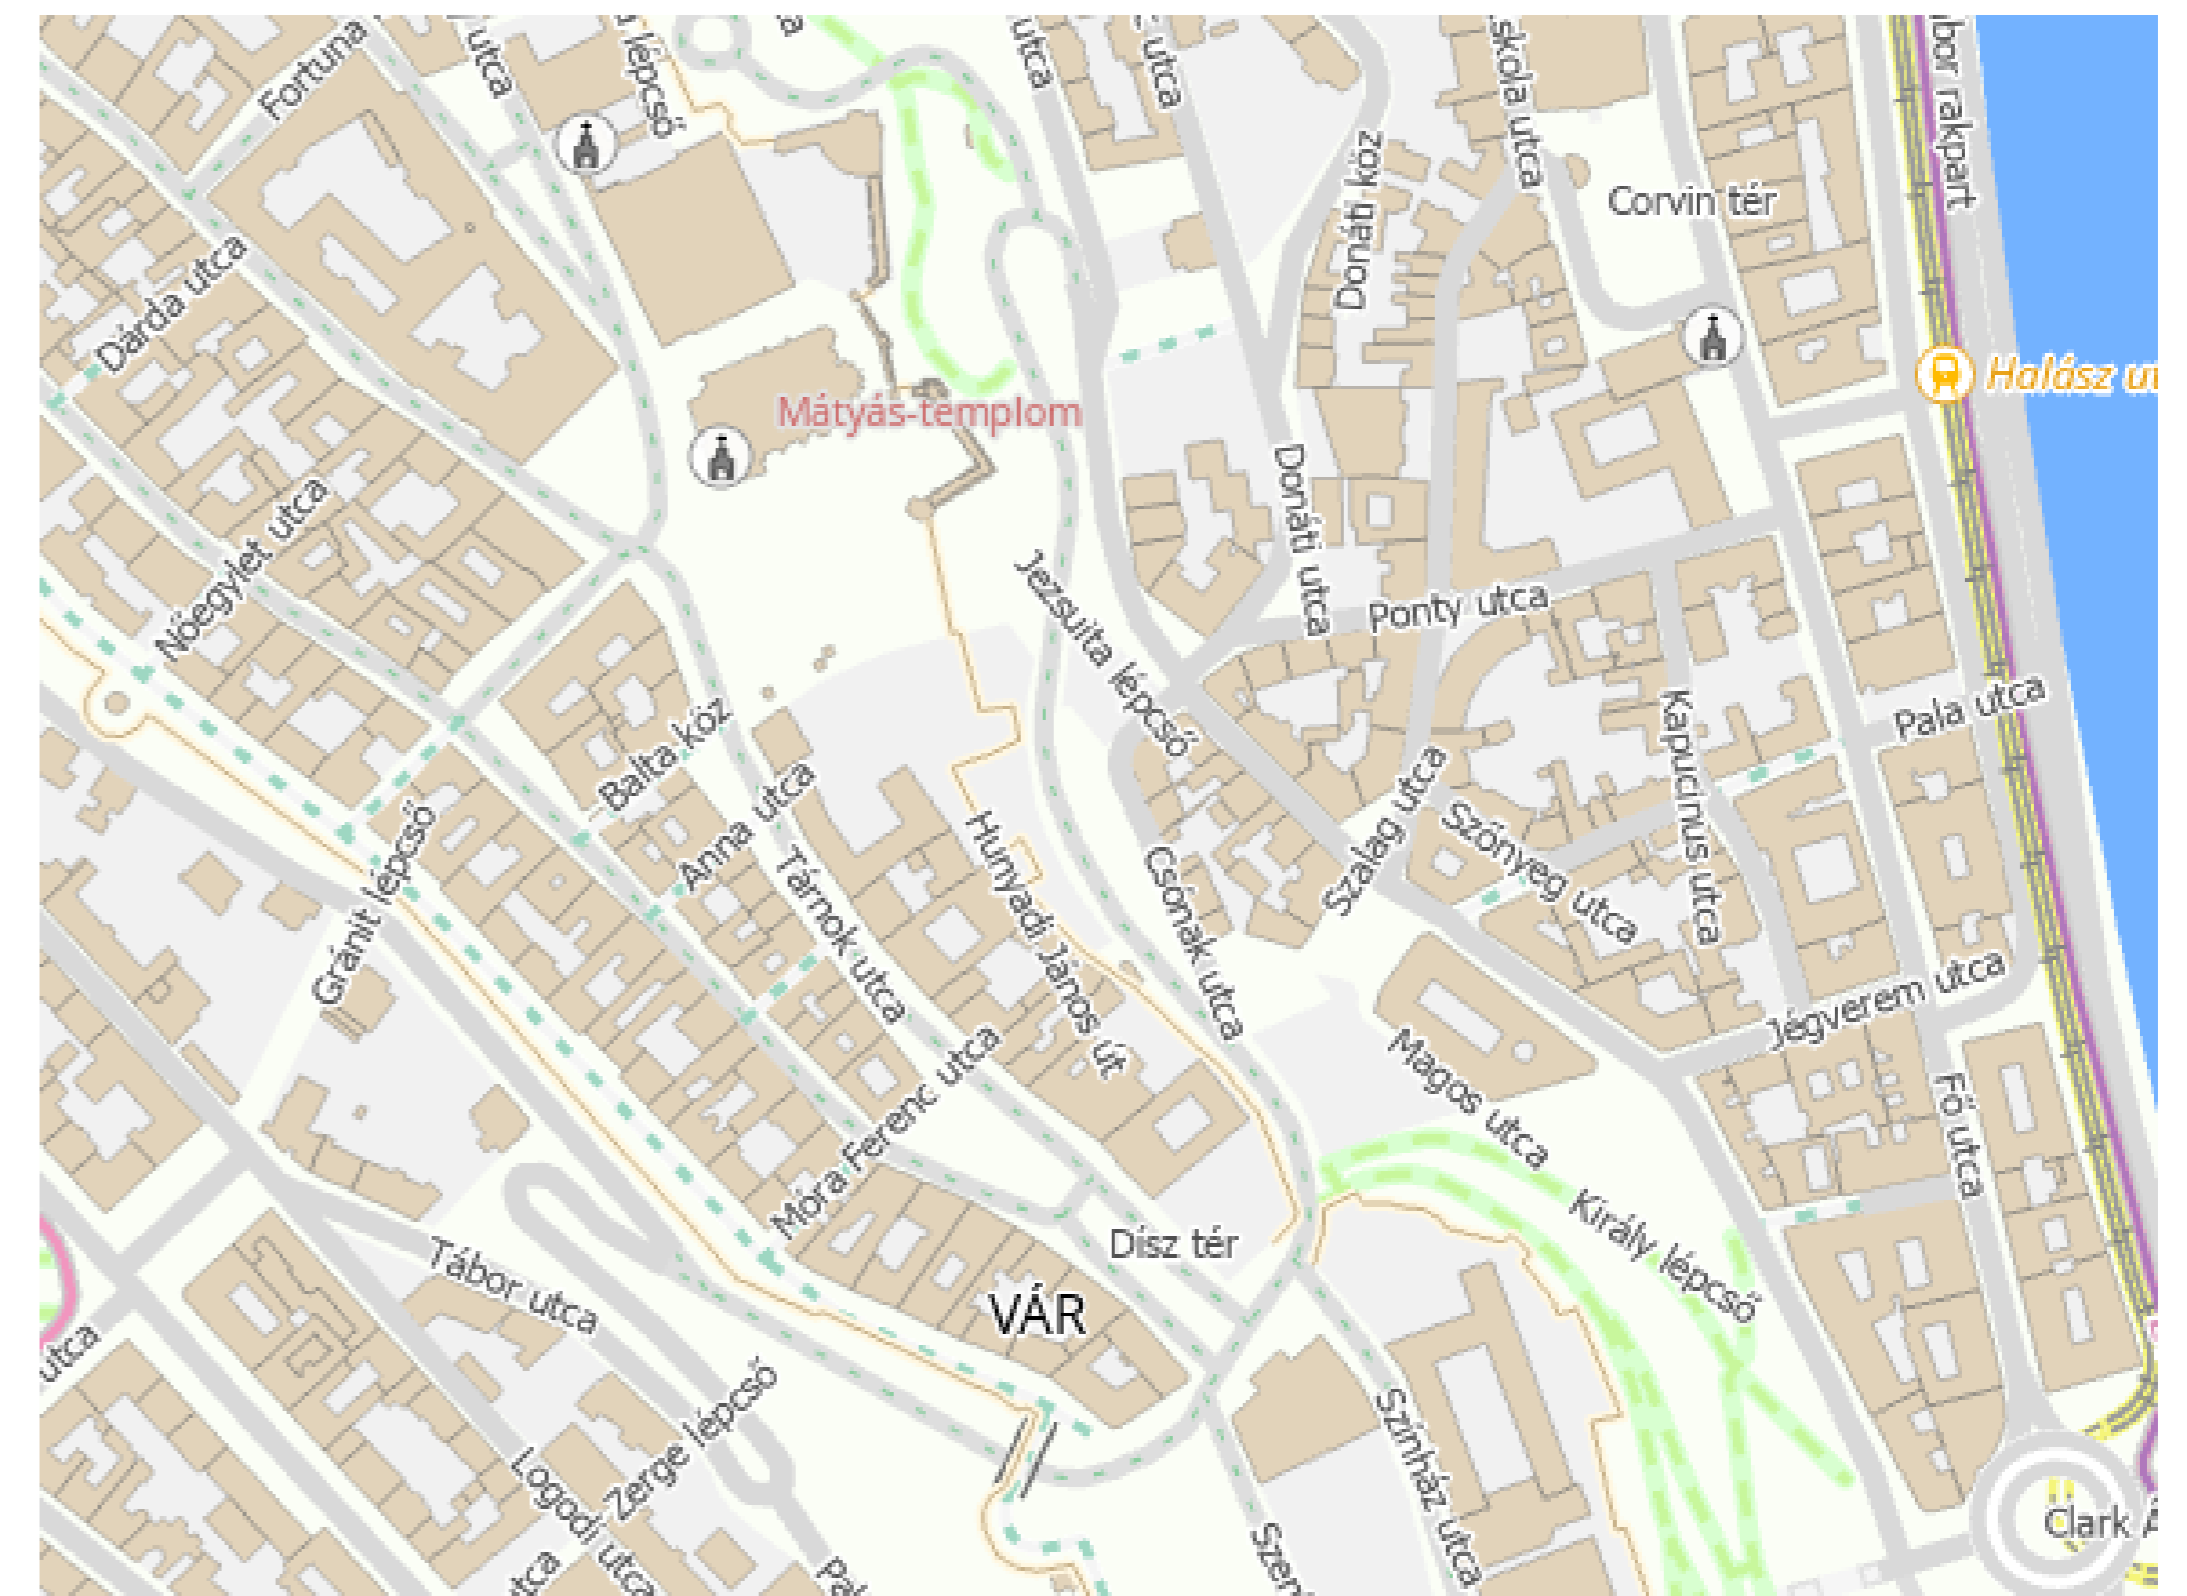 Fortuna
utca
lépcső
utca
utca
Corvin tér
Donáti köz
Dárda utca
Halász
Mátyás-templom
Donáti utca
Nőegylet utca
Jezsuita lépcső
Ponty utca
Pala utca
Balta köz
Anna utca
Kapucinus utca
Szalag utca
Szőnyeg utca
Gránit lépcső
Tárnok utca
Hunyadi János út
Csónak utca
Jégverem utca
Magos utca
Móra Ferenc utca
Fő utca
Király lépcső
Dísz tér
Tábor utca
VÁR
utca
Zerge lépcső
Logodi utca
Színház utca
Clark
rakpart